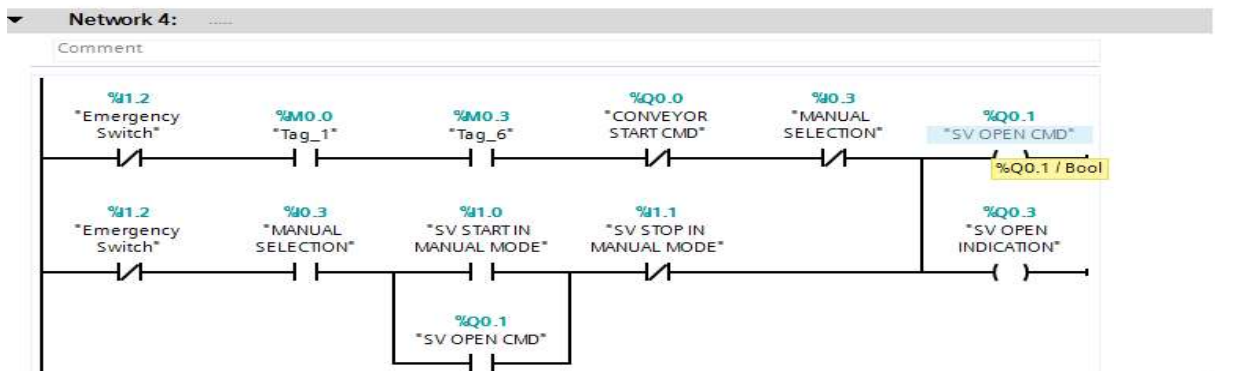 Network 4: .....
Comment
%I1.2
"Emergency
Switch"
%M0.0
"Tag_1"
%M0.3
"Tag_6"
%Q0.0
"CONVEYOR
START CMD"
%I0.3
"MANUAL
SELECTION"
%Q0.1
"SV OPEN CMD"
%Q0.1 / Bool
%I1.2
"Emergency
Switch"
%I0.3
"MANUAL
SELECTION"
%I1.0
"SV START IN
MANUAL MODE"
%I1.1
"SV STOP IN
MANUAL MODE"
%Q0.3
"SV OPEN
INDICATION"
%Q0.1
"SV OPEN CMD"